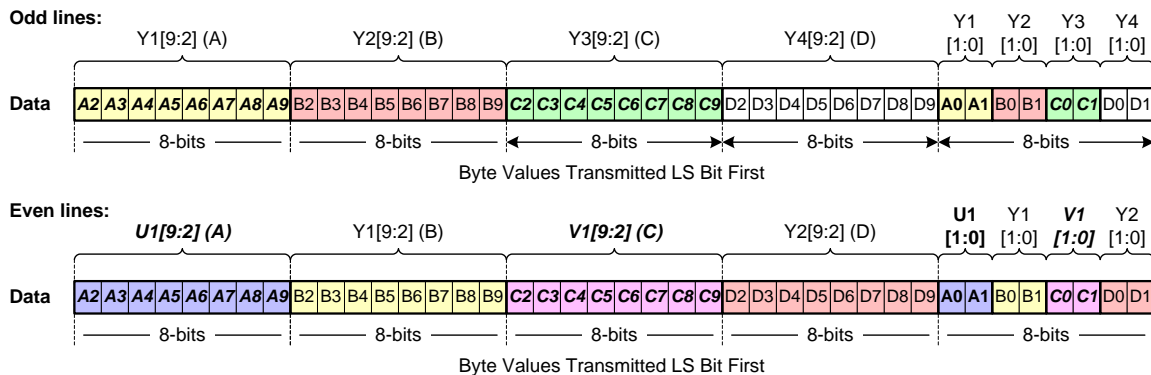 Odd lines:
Y1[9:2] (A) Y2[9:2] (B) Y3[9:2] (C) Y4[9:2] (D) Y1 [1:0] Y2 [1:0] Y3 [1:0] Y4 [1:0]
Data A2 A3 A4 A5 A6 A7 A8 A9 B2 B3 B4 B5 B6 B7 B8 B9 C2 C3 C4 C5 C6 C7 C8 C9 D2 D3 D4 D5 D6 D7 D8 D9 A0 A1 B0 B1 C0 C1 D0 D1
8-bits 8-bits 8-bits 8-bits 8-bits
Byte Values Transmitted LS Bit First
Even lines:
U1[9:2] (A) Y1[9:2] (B) V1[9:2] (C) Y2[9:2] (D) U1 [1:0] Y1 [1:0] V1 [1:0] Y2 [1:0]
Data A2 A3 A4 A5 A6 A7 A8 A9 B2 B3 B4 B5 B6 B7 B8 B9 C2 C3 C4 C5 C6 C7 C8 C9 D2 D3 D4 D5 D6 D7 D8 D9 A0 A1 B0 B1 C0 C1 D0 D1
8-bits 8-bits 8-bits 8-bits 8-bits
Byte Values Transmitted LS Bit First